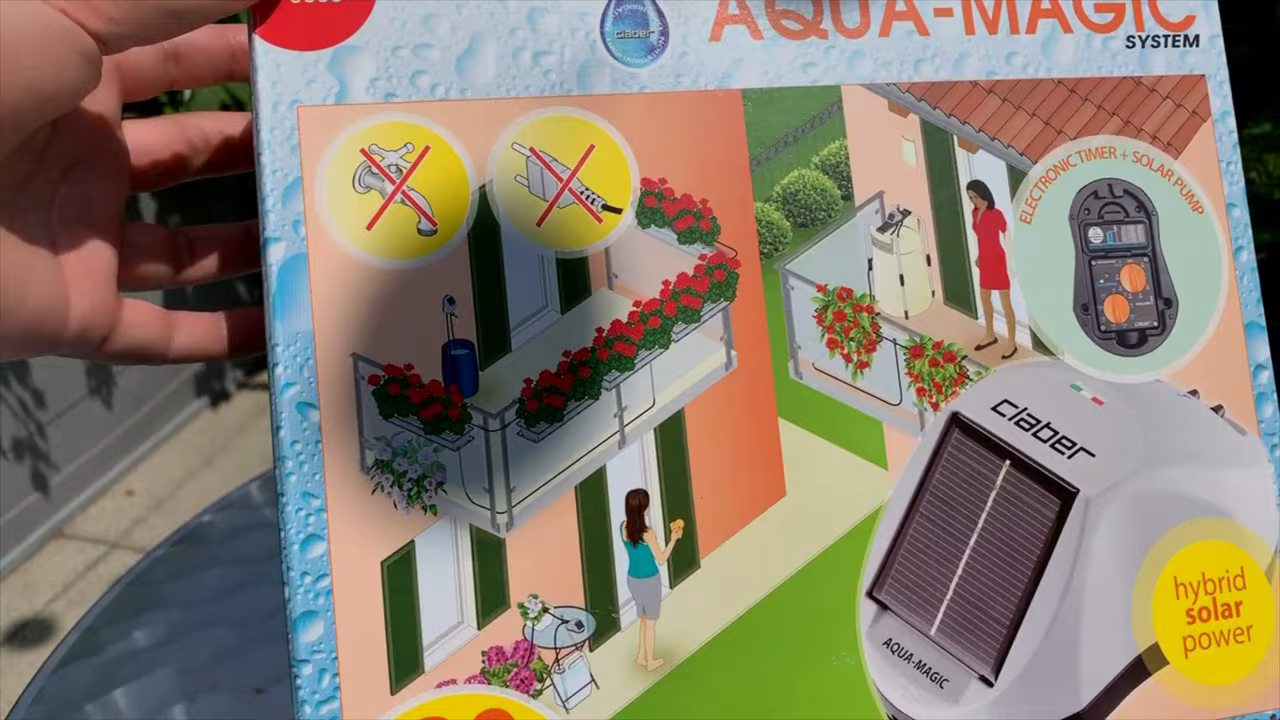 AQUA-MAGIC
SYSTEM
claber
ELECTRONIC TIMER + SOLAR PUMP
claber
AQUA-MAGIC
hybrid
solar
power